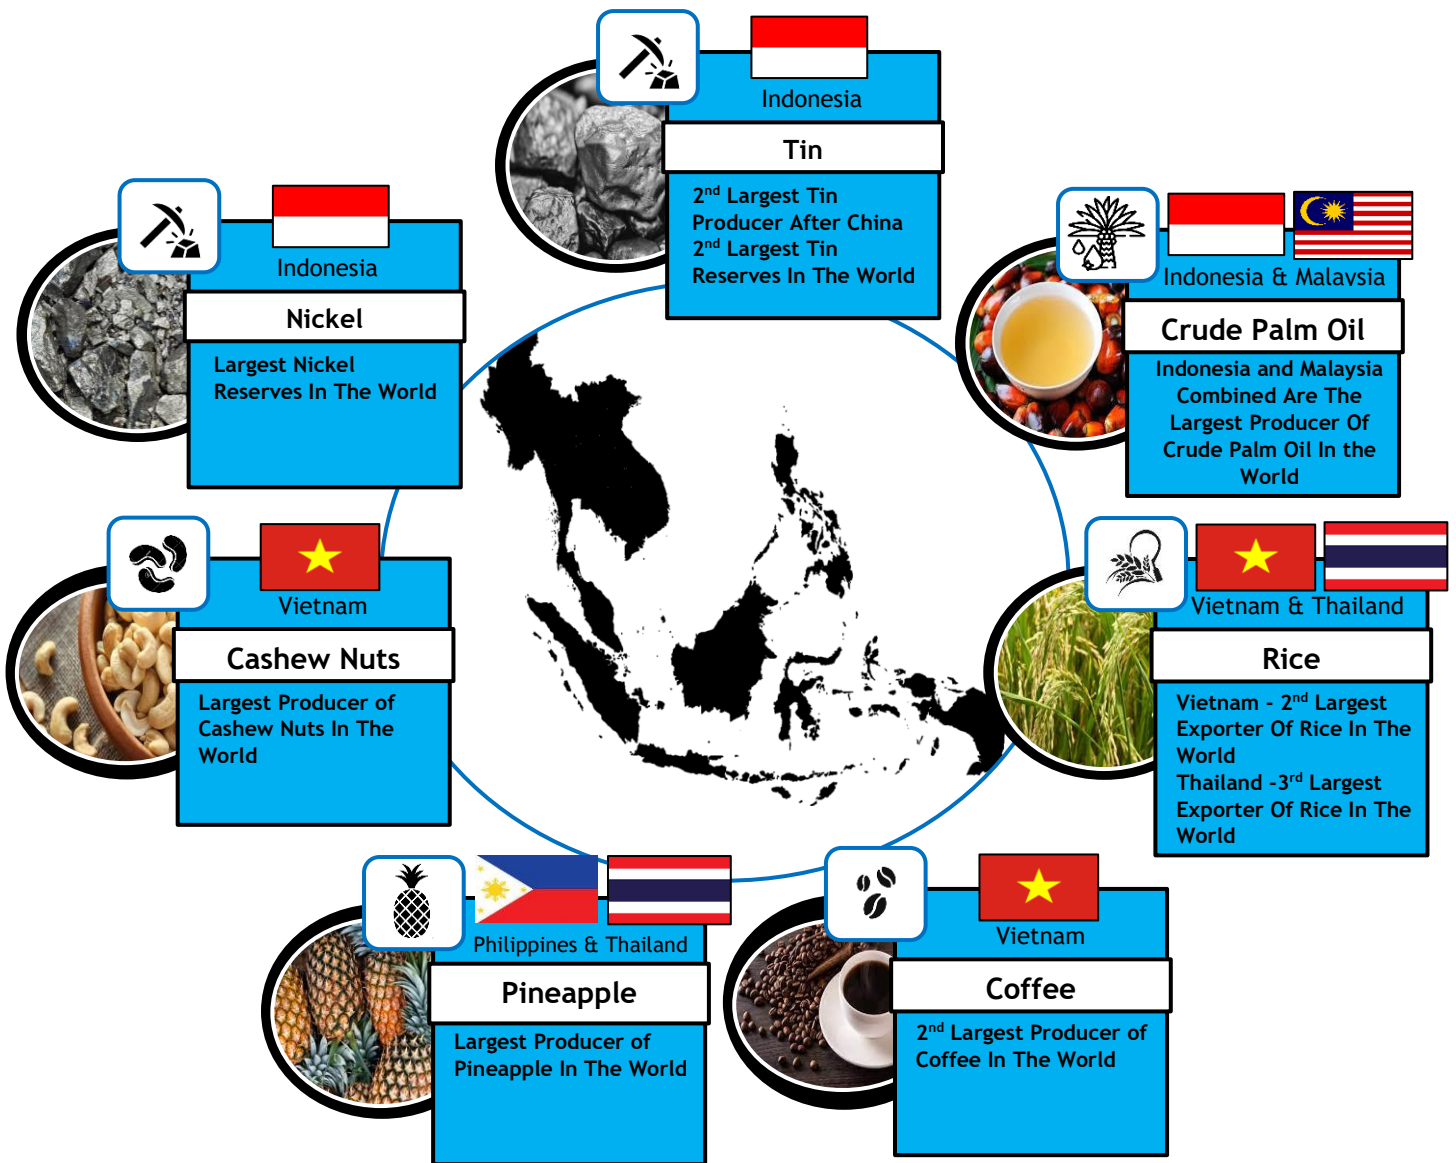 Indonesia
Tin
2nd Largest Tin
Producer After China
2nd Largest Tin
Reserves In The World
Indonesia
Nickel
Largest Nickel
Reserves In The World
Indonesia & Malaysia
Crude Palm Oil
Indonesia and Malaysia
Combined Are The
Largest Producer Of
Crude Palm Oil In the
World
Vietnam
Cashew Nuts
Largest Producer of
Cashew Nuts In The
World
Vietnam & Thailand
Rice
Vietnam - 2nd Largest
Exporter Of Rice In The
World
Thailand -3rd Largest
Exporter Of Rice In The
World
Philippines & Thailand
Pineapple
Largest Producer of
Pineapple In The World
Vietnam
Coffee
2nd Largest Producer of
Coffee In The World